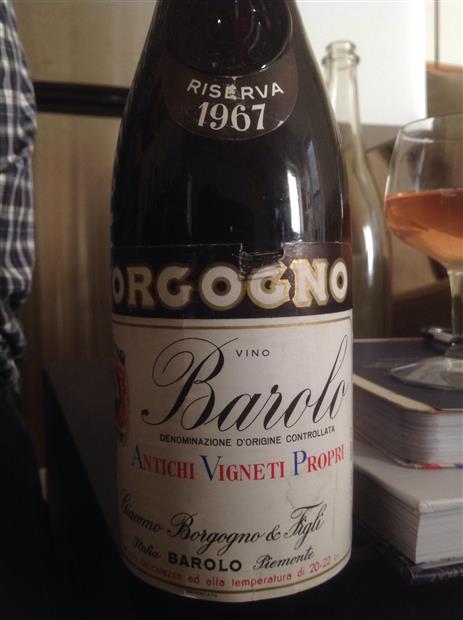 RISERVA
1967
ORGOGNO
VINO
Barolo
DENOMINAZIONE D'ORIGINE CONTROLLATA
ANTICHI VIGNETI PROPRI
Giacomo Borgogno & Figli
Italia BAROLO Piemonte
ed alla temperatura di 20-22